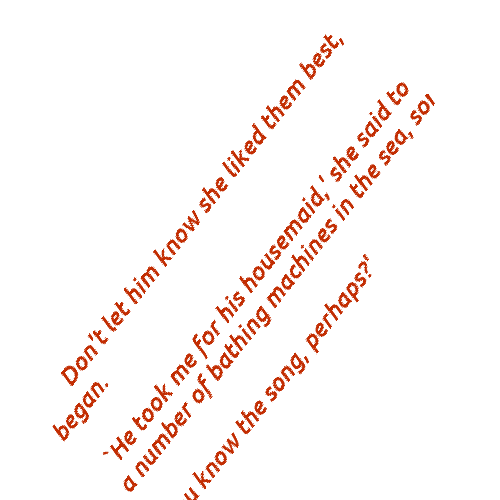 Don't let him know she liked them best,
began.
`He took me for his housemaid,' she said to
a number of bathing machines in the sea,
know the song, perhaps?'